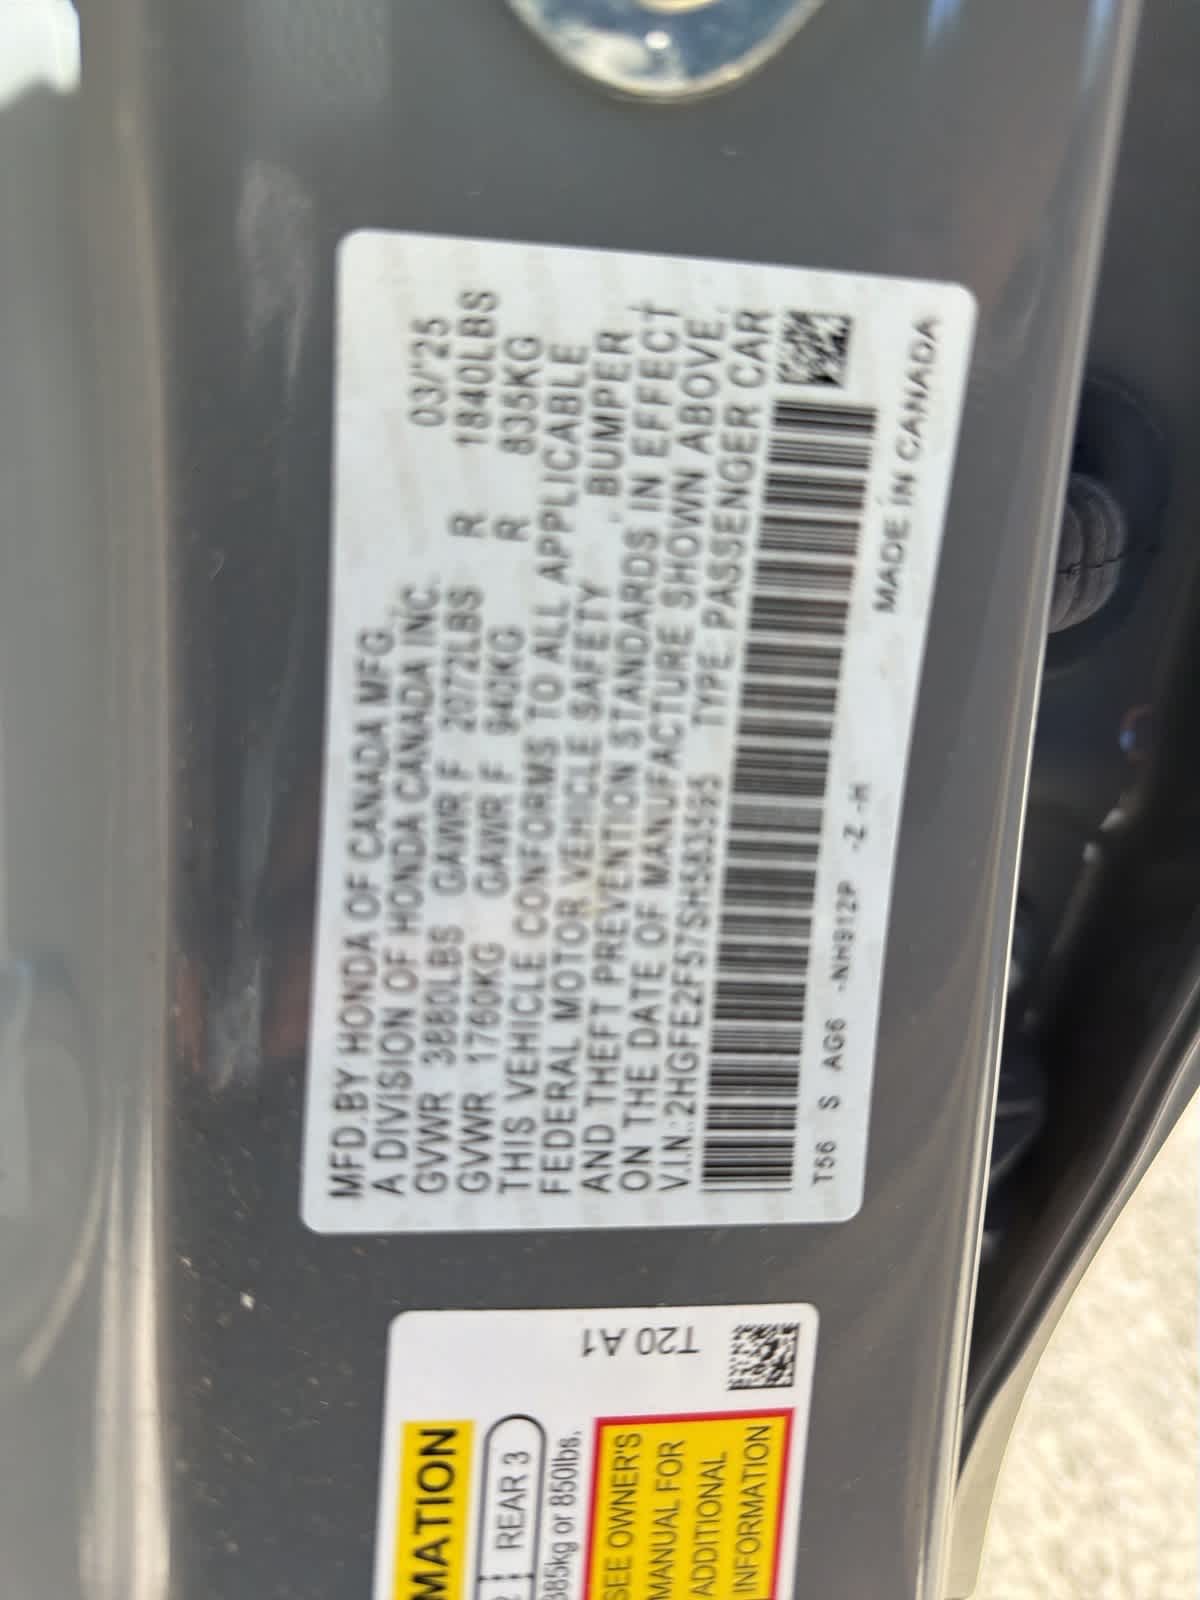 MFD.BY HONDA OF CANADA MFG.
A DIVISION OF HONDA CANADA INC. 03/'25
GVWR 3880LBS GAWR F 2072LBS R 1840LBS
GVWR 1760KG GAWR F 940KG R 835KG
THIS VEHICLE CONFORMS TO ALL APPLICABLE
FEDERAL MOTOR VEHICLE SAFETY , BUMPER ,
AND THEFT PREVENTION STANDARDS IN EFFECT
ON THE DATE OF MANUFACTURE SHOWN ABOVE.
V.I.N.: TYPE:PASSENGER CAR
T56 S AG6 -NH912P -Z -H
MADE IN CANADA
T20 A1
MATION
REAR 3
385kg or 850lbs.
SEE OWNER'S
MANUAL FOR
ADDITIONAL
INFORMATION